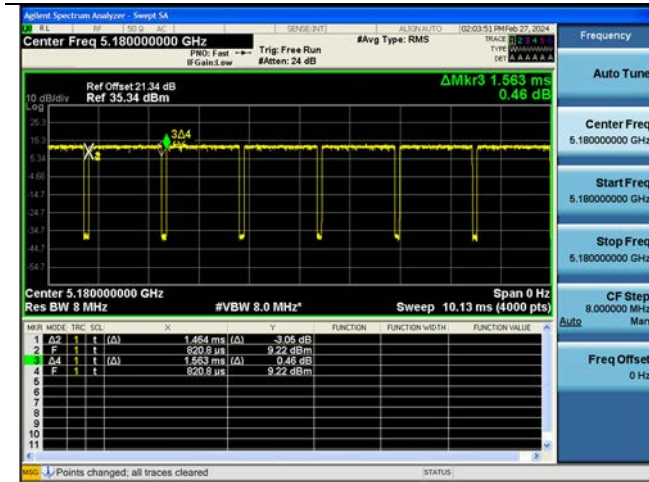 Agilent Spectrum Analyzer - Swept SA
RL RF 50 Ω AC SENSE:INT ALIGN AUTO 02:03:51 PM Feb 27, 2024
Center Freq 5.180000000 GHz
PNO: Fast Trig: Free Run #Avg Type: RMS TRACE 1 2 3 4 5 6
IFGain:Low #Atten: 24 dB TYPE
DET A A A A A A
Frequency
Auto Tune
Center Freq
5.180000000 GHz
Start Freq
5.180000000 GHz
Stop Freq
5.180000000 GHz
CF Step
8.000000 MHz
Auto Man
Freq Offset
0 Hz
Ref Offset 21.34 dB
10 dB/div Ref 35.34 dBm
ΔMkr3 1.563 ms
0.46 dB
Log
25.3
15.3
5.34
-4.66
-14.7
-24.7
-34.7
-44.7
-54.7
3Δ4
Center 5.180000000 GHz Span 0 Hz
Res BW 8 MHz #VBW 8.0 MHz* Sweep 10.13 ms (4000 pts)
MKR MODE TRC SCL X Y FUNCTION FUNCTION WIDTH FUNCTION VALUE
1 Δ2 1 t (Δ) 1.464 ms (Δ) -3.05 dB
2 F 1 t 820.8 us 9.22 dBm
3 Δ4 1 t (Δ) 1.563 ms (Δ) 0.46 dB
4 F 1 t 820.8 us 9.22 dBm
5
6
7
8
9
10
11
MSG Points changed; all traces cleared STATUS